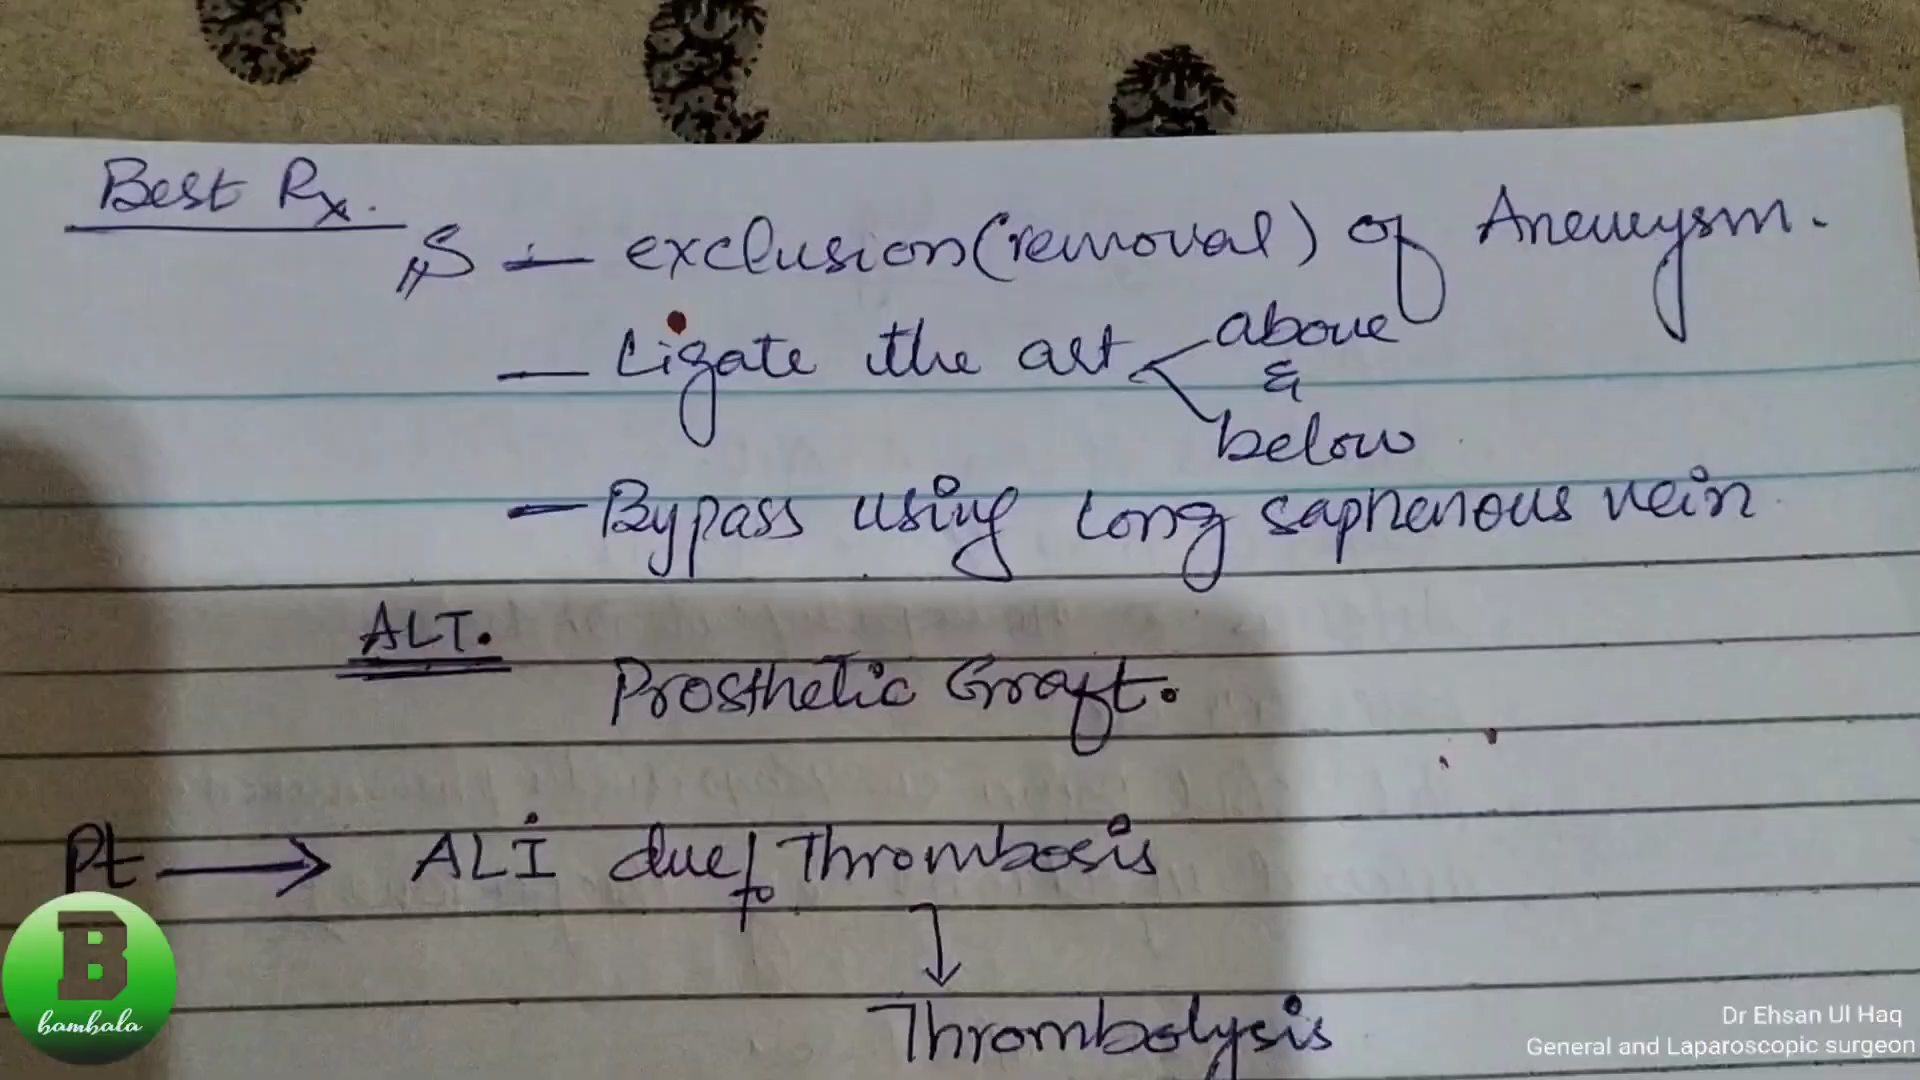 Best Rx.
S — exclusion(removal) of Aneueysm.
— Ligate the art < above
&
below
— Bypass using long saphenous vein
ALT.
Prosthetic Graft.
Pt → ALI due to Thrombosis
Thrombolysis
B
bambala
Dr Ehsan Ul Haq
General and Laparoscopic surgeon